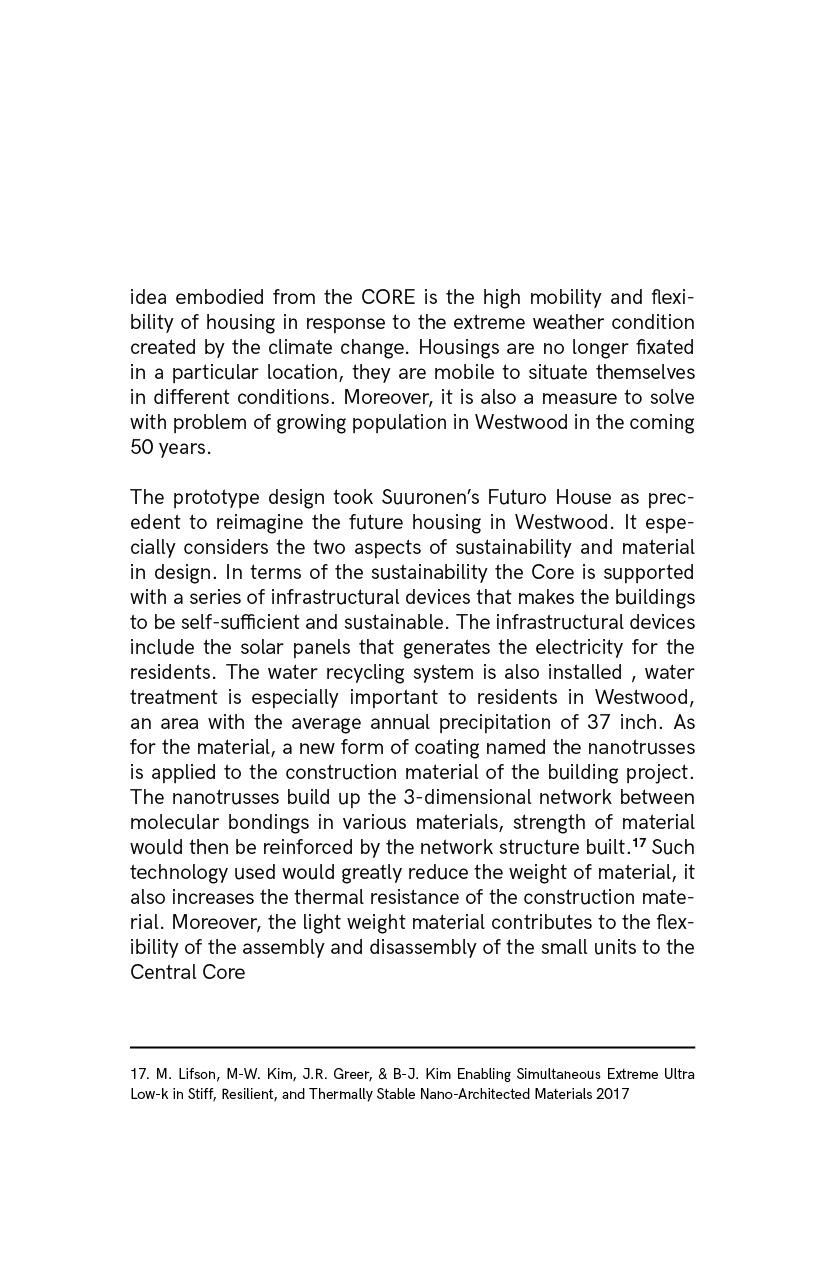 idea embodied from the CORE is the high mobility and flexi-
bility of housing in response to the extreme weather condition
created by the climate change. Housings are no longer fixated
in a particular location, they are mobile to situate themselves
in different conditions. Moreover, it is also a measure to solve
with problem of growing population in Westwood in the coming
50 years.
The prototype design took Suuronen’s Futuro House as prec-
edent to reimagine the future housing in Westwood. It espe-
cially considers the two aspects of sustainability and material
in design. In terms of the sustainability the Core is supported
with a series of infrastructural devices that makes the buildings
to be self-sufficient and sustainable. The infrastructural devices
include the solar panels that generates the electricity for the
residents. The water recycling system is also installed , water
treatment is especially important to residents in Westwood,
an area with the average annual precipitation of 37 inch. As
for the material, a new form of coating named the nanotrusses
is applied to the construction material of the building project.
The nanotrusses build up the 3-dimensional network between
molecular bondings in various materials, strength of material
would then be reinforced by the network structure built.17 Such
technology used would greatly reduce the weight of material, it
also increases the thermal resistance of the construction mate-
rial. Moreover, the light weight material contributes to the flex-
ibility of the assembly and disassembly of the small units to the
Central Core
17. M. Lifson, M-W. Kim, J.R. Greer, & B-J. Kim Enabling Simultaneous Extreme Ultra
Low-k in Stiff, Resilient, and Thermally Stable Nano-Architected Materials 2017